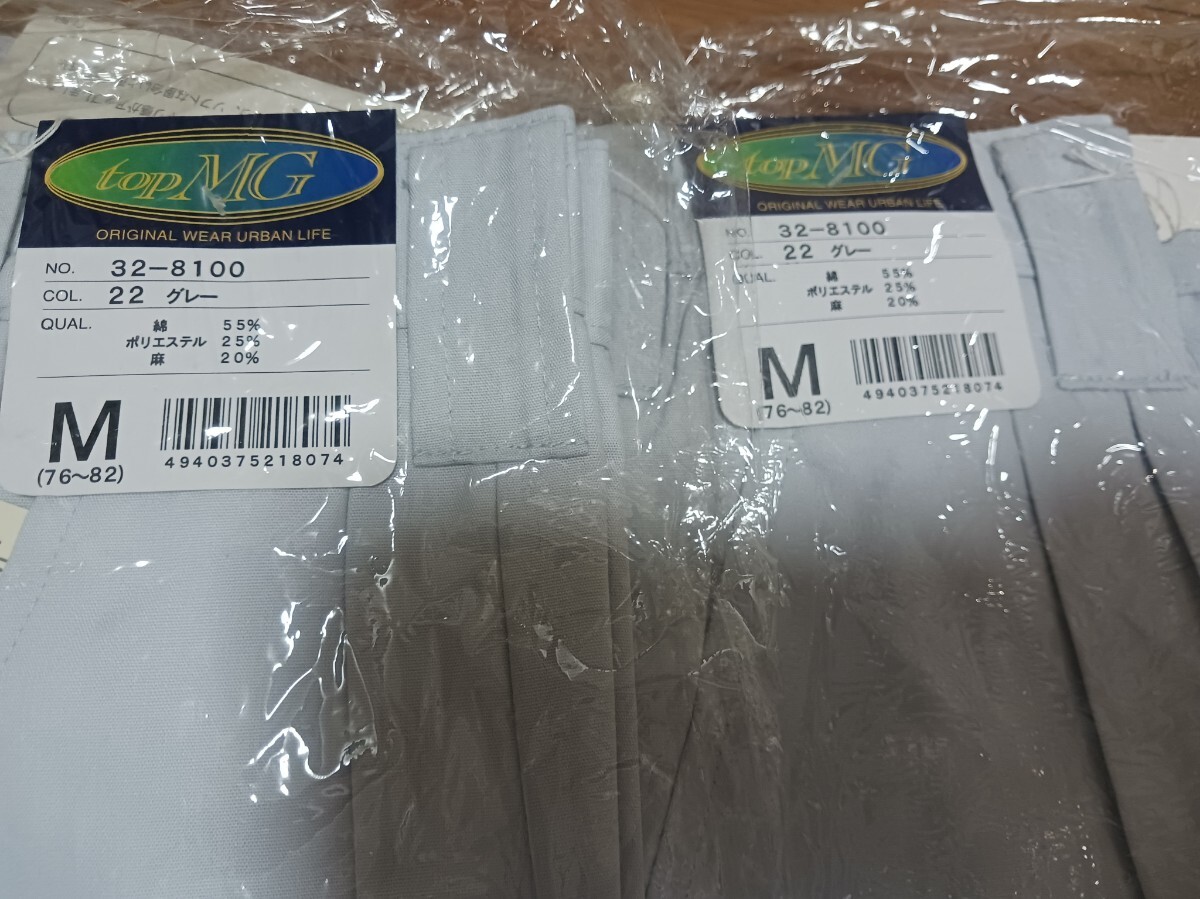 top MG
ORIGINAL WEAR URBAN LIFE
NO. 32-8100
COL. 22 グレー
QUAL. 綿 55%
ポリエステル 25%
麻 20%
M
(76～82)
4940375218074
top MG
ORIGINAL WEAR URBAN LIFE
NO. 32-8100
COL. 22 グレー
QUAL. 綿 55%
ポリエステル 25%
麻 20%
M
(76～82)
4940375218074